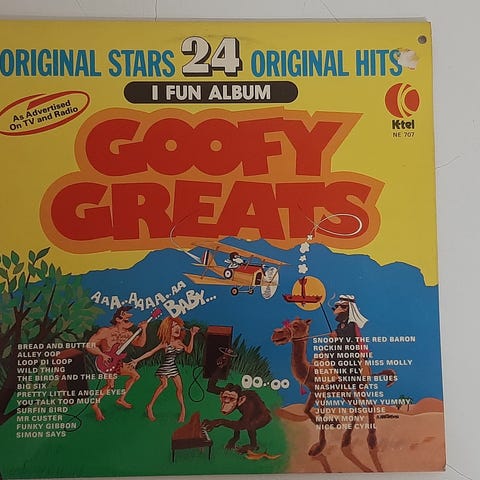 ORIGINAL STARS 24 ORIGINAL HITS
1 FUN ALBUM
As Advertised
On TV and Radio
K-tel
NE 707
GOOFY
GREATS
AAA-AAAA-AA
BABY...
OO-OO
BREAD AND BUTTER
ALLEY OOP
LOOP DI LOOP
WILD THING
THE BIRDS AND THE BEES
BIG SIX
PRETTY LITTLE ANGEL EYES
YOU TALK TOO MUCH
SURFIN BIRD
MR CUSTER
FUNKY GIBBON
SIMON SAYS
SNOOPY V. THE RED BARON
ROCKIN ROBIN
BONY MORONIE
GOOD GOLLY MISS MOLLY
BEATNIK FLY
MULE SKINNER BLUES
NASHVILLE CATS
WESTERN MOVIES
YUMMY YUMMY YUMMY
JUDY IN DISGUISE
MONY MONY
NICE ONE CYRIL